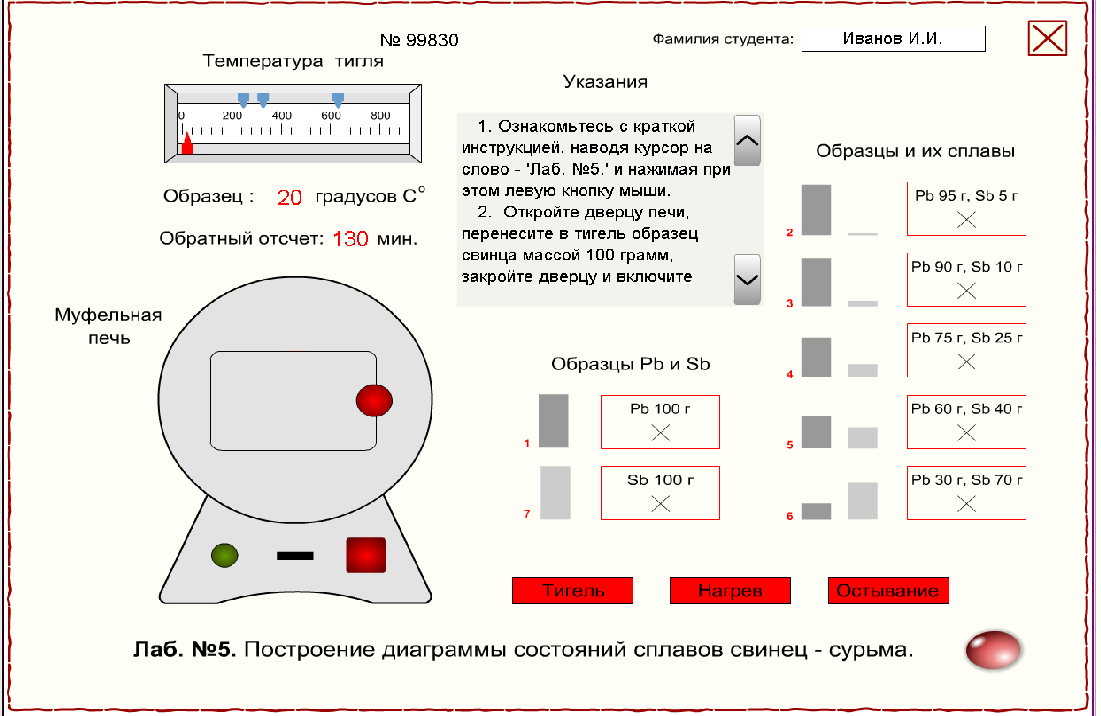 № 99830
Фамилия студента: Иванов И.И.
Температура тигля
0 200 400 600 800
Образец : 20 градусов С°
Обратный отсчет: 130 мин.
Муфельная
печь
Указания
1. Ознакомьтесь с краткой
инструкцией. наводя курсор на
слово - 'Лаб. №5.' и нажимая при
этом левую кнопку мыши.
2. Откройте дверцу печи,
перенесите в тигель образец
свинца массой 100 грамм,
закройте дверцу и включите
Образцы Pb и Sb
1 Pb 100 г
7 Sb 100 г
Образцы и их сплавы
2 Pb 95 г, Sb 5 г
3 Pb 90 г, Sb 10 г
4 Pb 75 г, Sb 25 г
5 Pb 60 г, Sb 40 г
6 Pb 30 г, Sb 70 г
Тигель
Нагрев
Остывание
Лаб. №5. Построение диаграммы состояний сплавов свинец - сурьма.